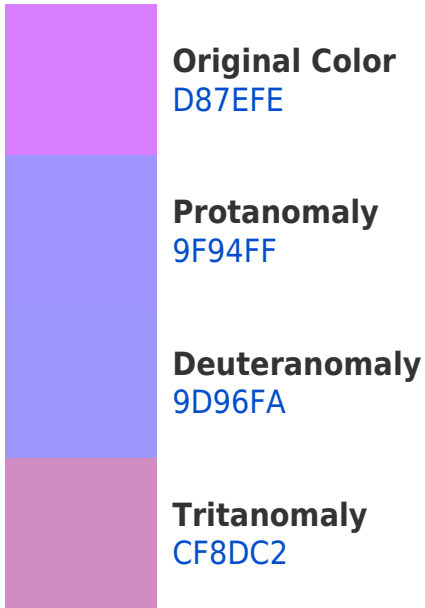 Original Color
D87EFE
Protanomaly
9F94FF
Deuteranomaly
9D96FA
Tritanomaly
CF8DC2